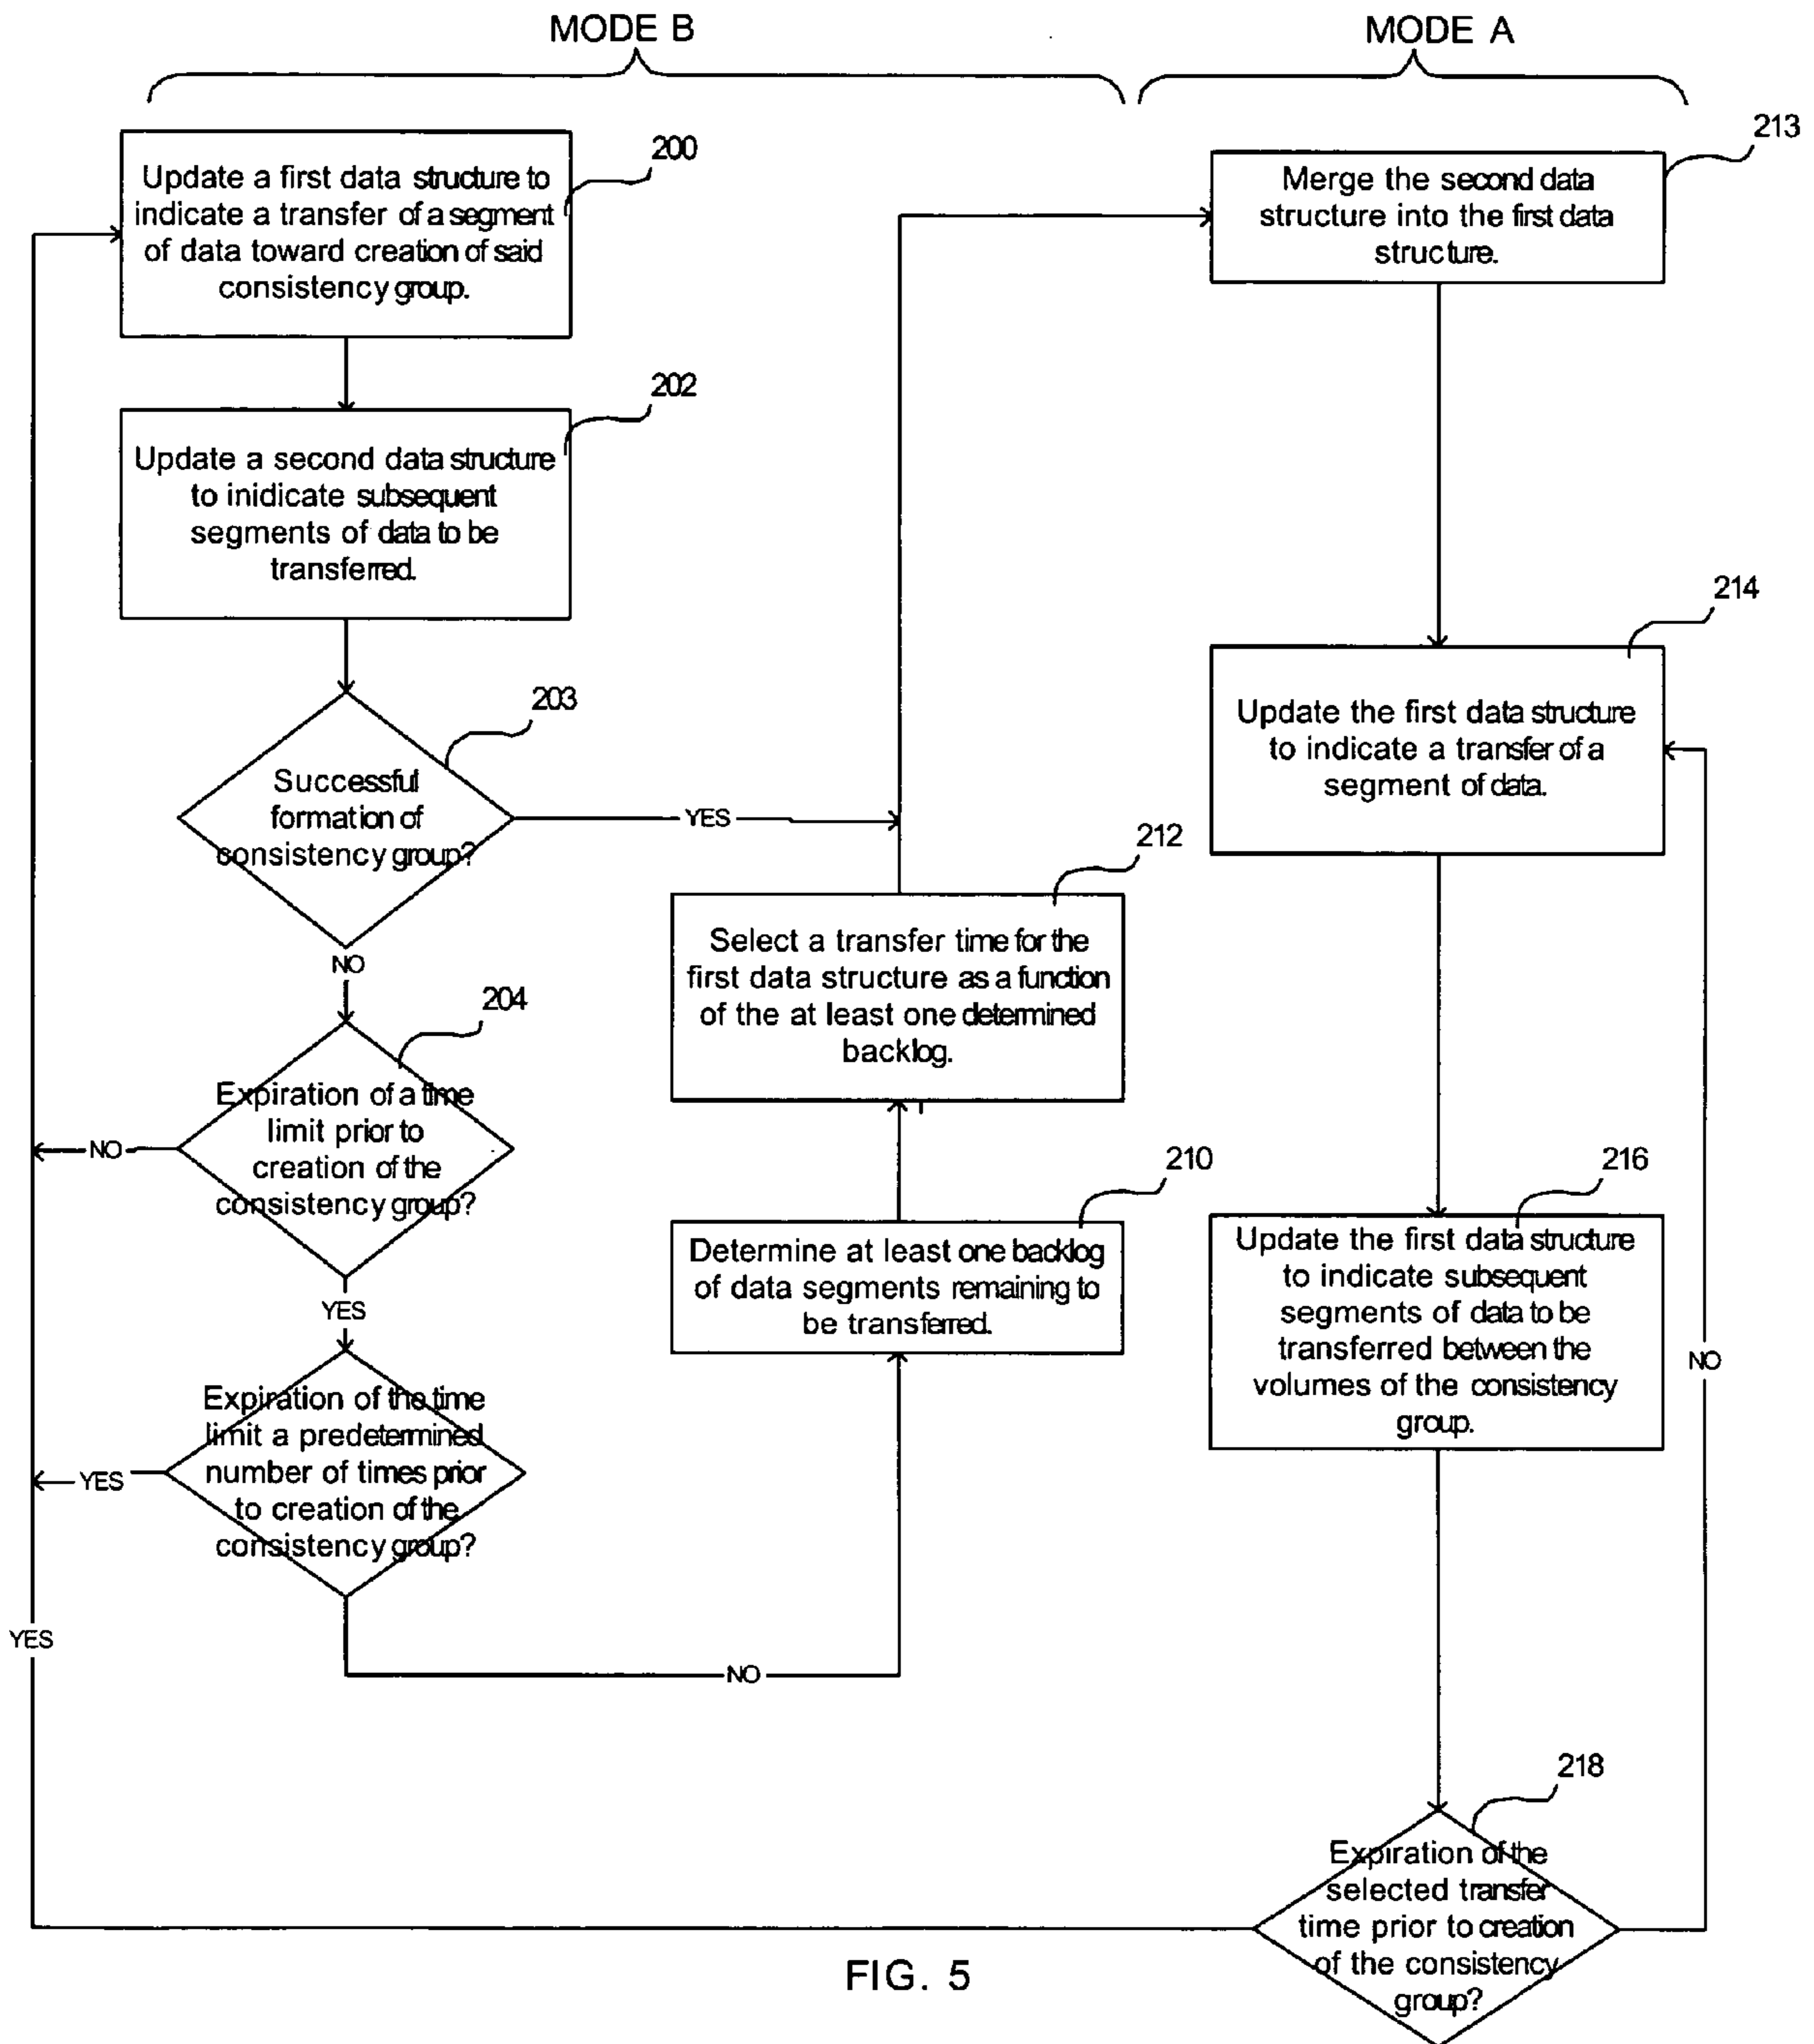 MODE B
MODE A
200
Update a first data structure to
indicate a transfer of a segment
of data toward creation of said
consistency group.
202
Update a second data structure
to inidicate subsequent
segments of data to be
transferred.
203
Successful
formation of
consistency group?
YES
NO
204
Expiration of a time
limit prior to
creation of the
consistency group?
NO
YES
Expiration of the time
limit a predetermined
number of times prior
to creation of the
consistency group?
YES
NO
YES
212
Select a transfer time for the
first data structure as a function
of the at least one determined
backlog.
210
Determine at least one backlog
of data segments remaining to
be transferred.
213
Merge the second data
structure into the first data
structure.
214
Update the first data structure
to indicate a transfer of a
segment of data.
216
Update the first data structure
to indicate subsequent
segments of data to be
transferred between the
volumes of the consistency
group.
NO
218
Expiration of the
selected transfer
time prior to creation
of the consistency
group?
FIG. 5